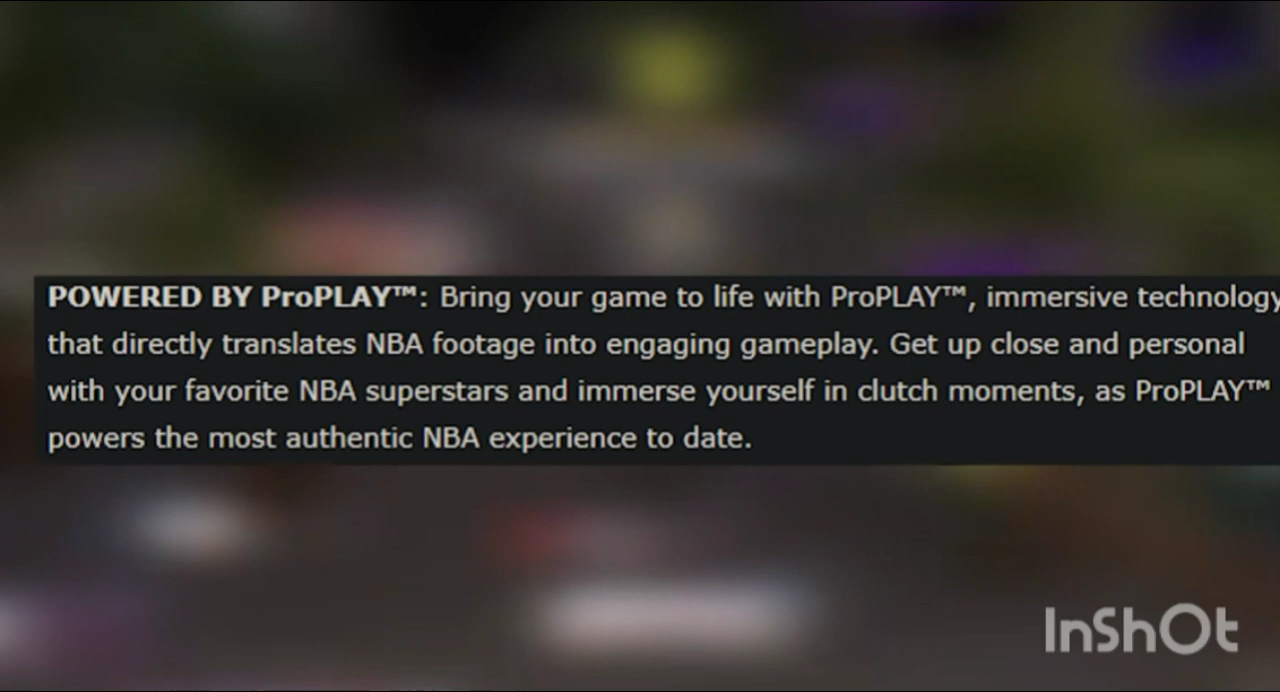 POWERED BY ProPLAY™: Bring your game to life with ProPLAY™, immersive technology
that directly translates NBA footage into engaging gameplay. Get up close and personal
with your favorite NBA superstars and immerse yourself in clutch moments, as ProPLAY™
powers the most authentic NBA experience to date.
InShOt